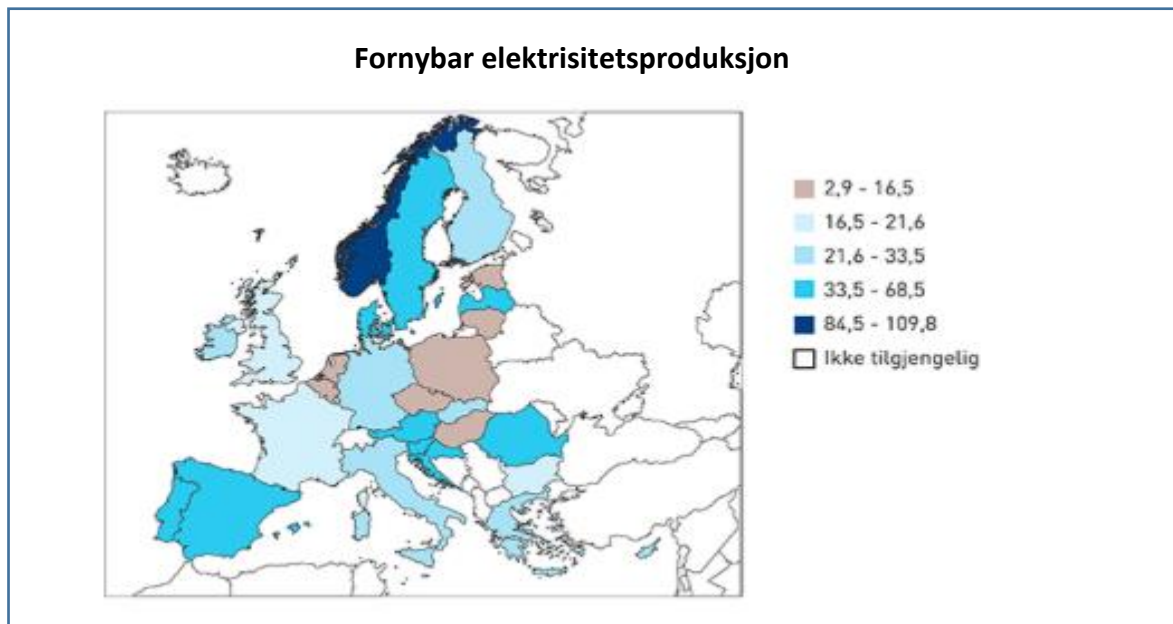 Fornybar elektrisitetsproduksjon
2,9 - 16,5
16,5 - 21,6
21,6 - 33,5
33,5 - 68,5
84,5 - 109,8
Ikke tilgjengelig